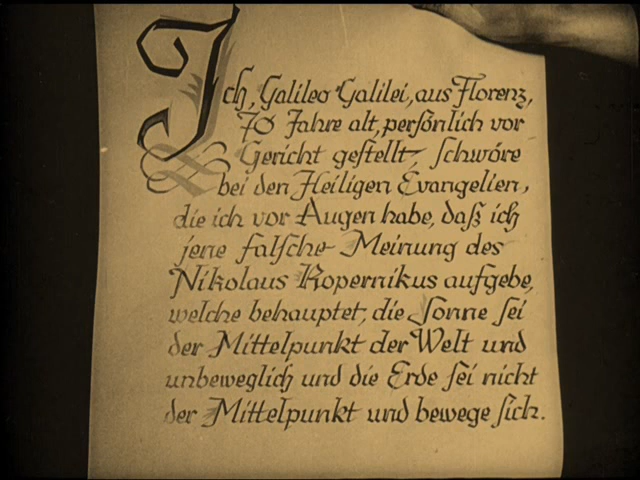 Ich, Galileo Galilei, aus Florenz,
70 Jahre alt, persönlich vor
Gericht gestellt, schwöre
bei den Heiligen Evangelien,
die ich vor Augen habe, daß ich
jene falsche Meinung des
Nikolaus Kopernikus aufgebe,
welche behauptet, die Sonne sei
der Mittelpunkt der Welt und
unbeweglich und die Erde sei nicht
der Mittelpunkt und bewege sich.